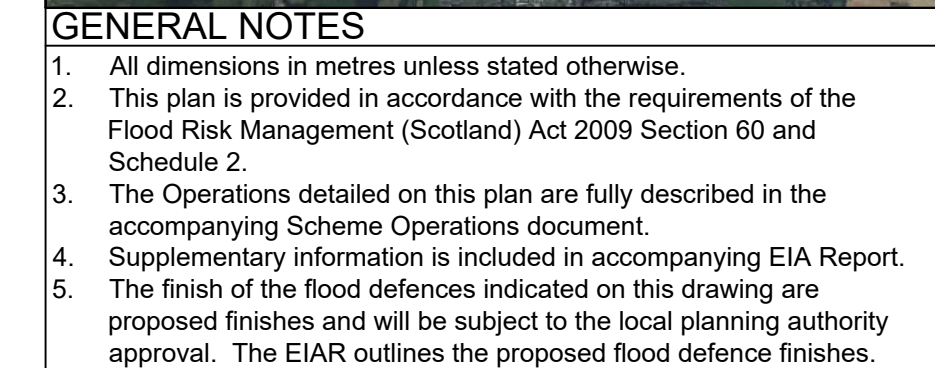 GENERAL NOTES
1. All dimensions in metres unless stated otherwise.
2. This plan is provided in accordance with the requirements of the
Flood Risk Management (Scotland) Act 2009 Section 60 and
Schedule 2.
3. The Operations detailed on this plan are fully described in the
accompanying Scheme Operations document.
4. Supplementary information is included in accompanying EIA Report.
5. The finish of the flood defences indicated on this drawing are
proposed finishes and will be subject to the local planning authority
approval.  The EIAR outlines the proposed flood defence finishes.